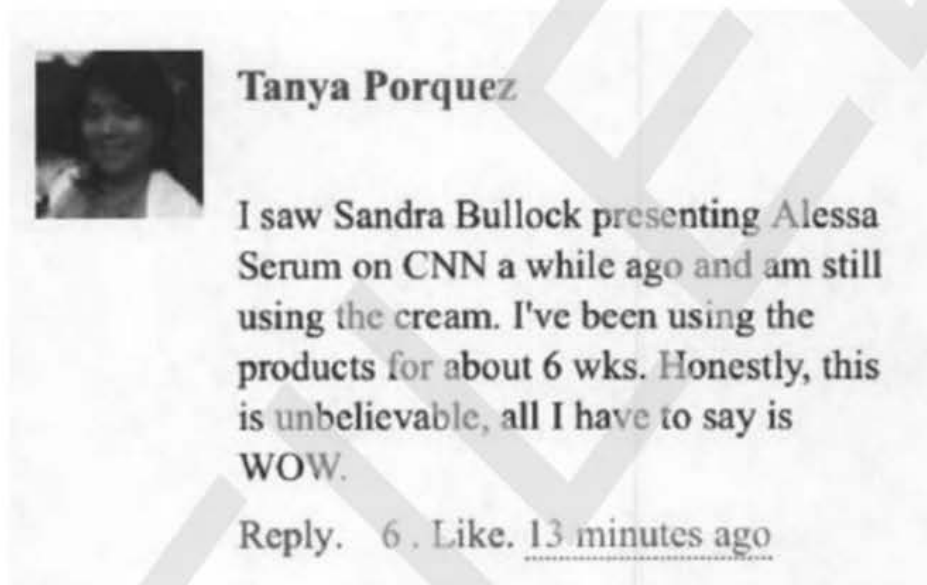 Tanya Porquez
I saw Sandra Bullock presenting Alessa
Serum on CNN a while ago and am still
using the cream. I've been using the
products for about 6 wks. Honestly, this
is unbelievable, all I have to say is
WOW.
Reply. 6 . Like. 13 minutes ago